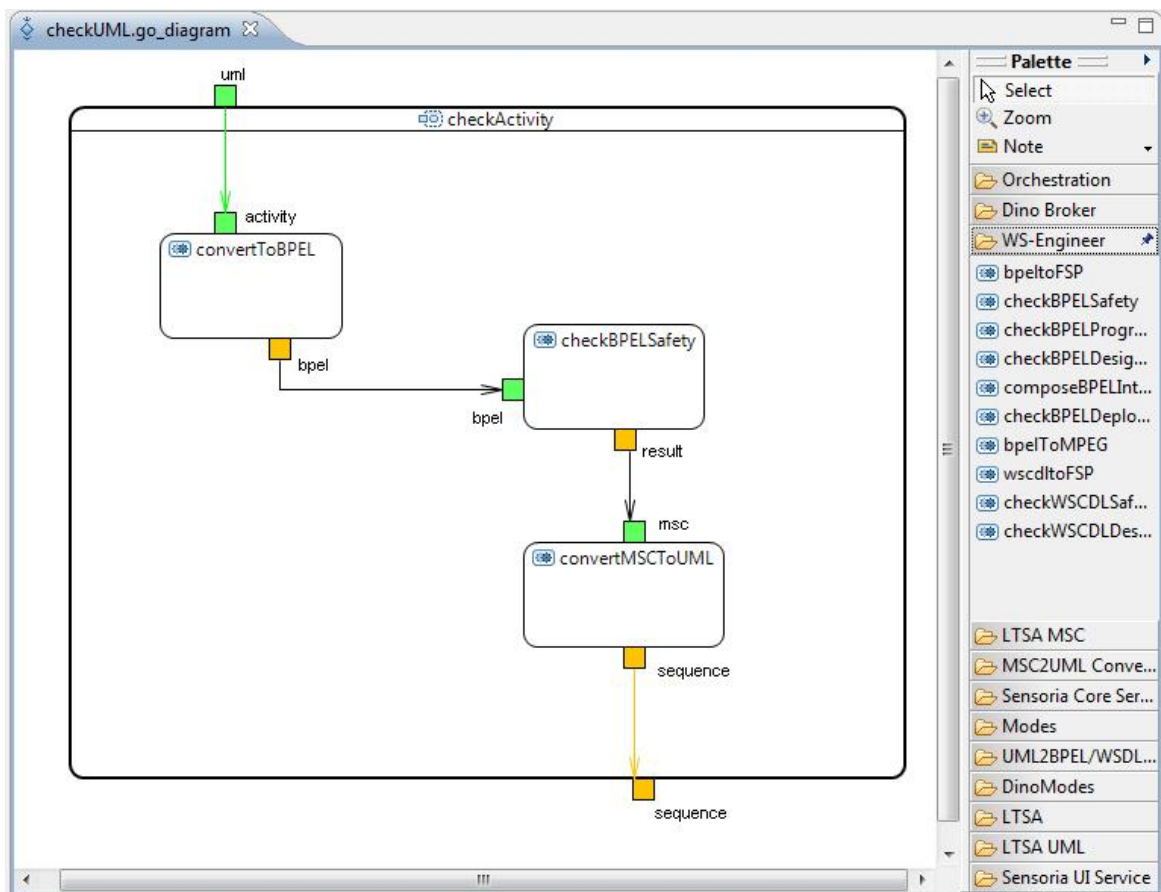 checkUML.go_diagram
uml
checkActivity
activity
convertToBPEL
bpel
checkBPELSafety
bpel
result
msc
convertMSCToUML
sequence
sequence
Palette
Select
Zoom
Note
Orchestration
Dino Broker
WS-Engineer
bpeltoFSP
checkBPELSafety
checkBPELProgr...
checkBPELDesig...
composeBPELInt...
checkBPELDeplo...
bpelToMPEG
wscdltoFSP
checkWSCDLSaf...
checkWSCDLDes...
LTSA MSC
MSC2UML Conve...
Sensoria Core Ser...
Modes
UML2BPEL/WSDL...
DinoModes
LTSA
LTSA UML
Sensoria UI Service